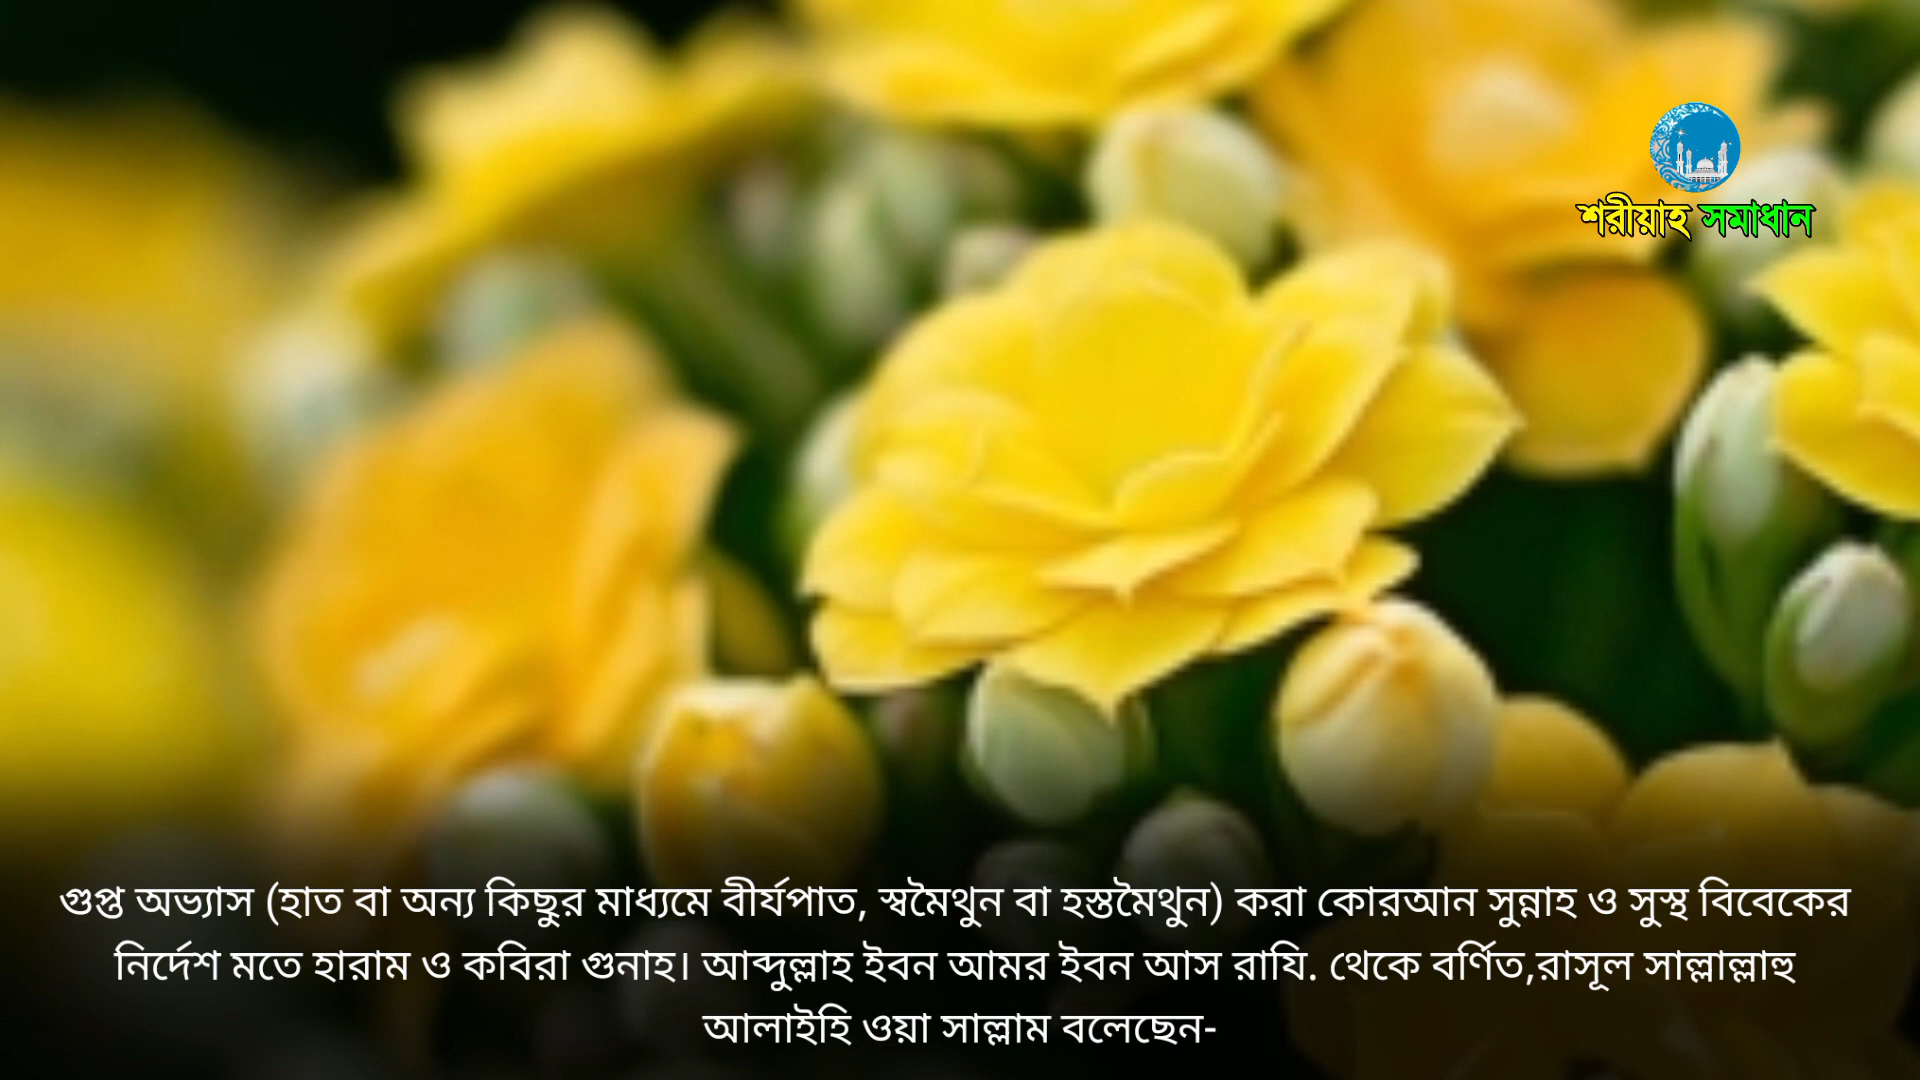 শরীয়াহ সমাধান
গুপ্ত অভ্যাস (হাত বা অন্য কিছুর মাধ্যমে বীর্যপাত, স্বমৈথুন বা হস্তমৈথুন) করা কোরআন সুন্নাহ ও সুস্থ বিবেকের
নির্দেশ মতে হারাম ও কবিরা গুনাহ। আব্দুল্লাহ ইবন আমর ইবন আস রাযি. থেকে বর্ণিত,রাসূল সাল্লাল্লাহু
আলাইহি ওয়া সাল্লাম বলেছেন-